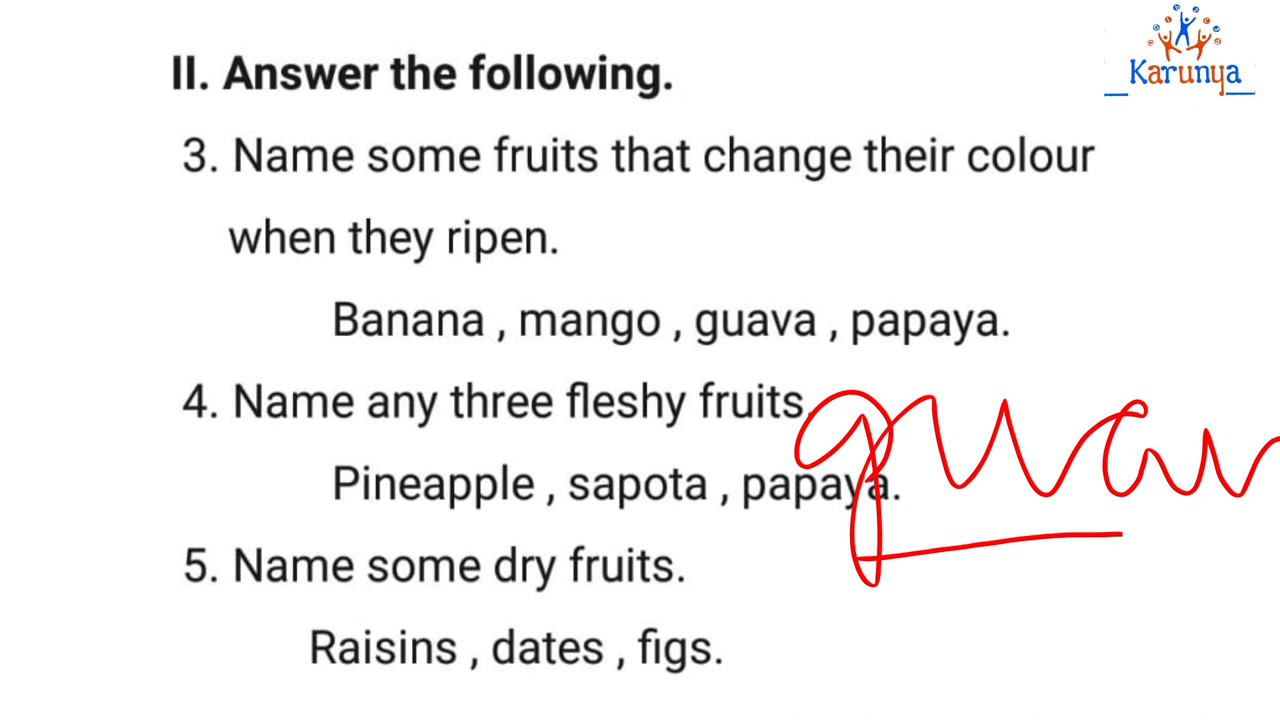 Karunya
II. Answer the following.
3. Name some fruits that change their colour
when they ripen.
Banana , mango , guava , papaya.
4. Name any three fleshy fruits.
guav
Pineapple , sapota , papaya.
5. Name some dry fruits.
Raisins , dates , figs.